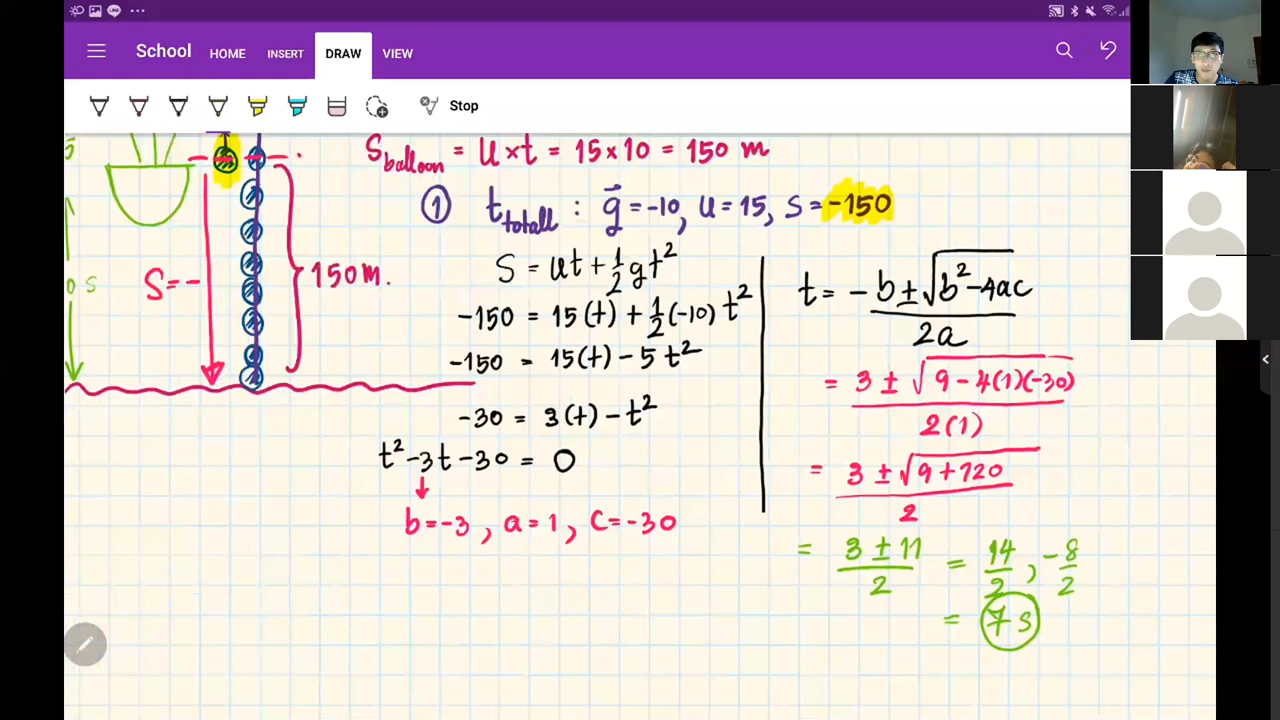 School HOME INSERT DRAW VIEW
Stop
S balloon = u×t = 15×10 = 150 m
① t totall : g⃗ = -10, u = 15, s = -150
S = ut + 1/2 gt²
-150 = 15(t) + 1/2 (-10) t²
-150 = 15(t) - 5t²
-30 = 3(t) - t²
t² - 3t - 30 = 0
b = -3, a = 1, C = -30
S = -
150 m.
0 s
t = -b ± √b² - 4ac / 2a
= 3 ± √9 - 4(1)(-30) / 2(1)
= 3 ± √9 + 120 / 2
= 3 ± 11 / 2 = 14/2, -8/2
= 7 s